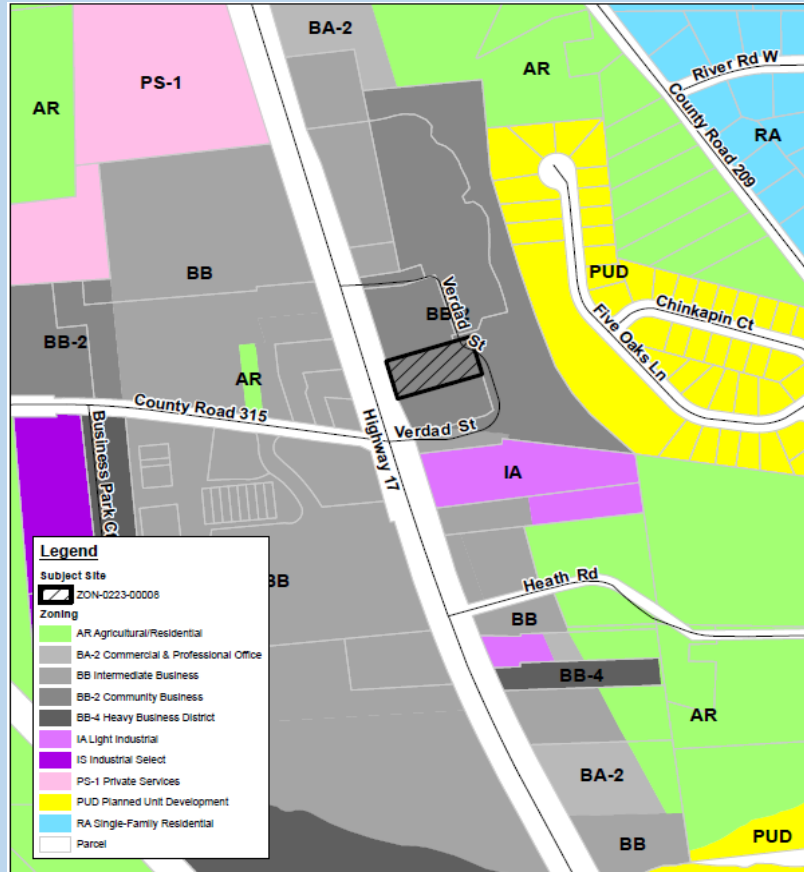 BA-2
PS-1
AR
AR
River Rd W
County Road 209
RA
BB
Verdad St
PUD
Chinkapin Ct
BB-2
BB-2
Five Oaks Ln
AR
County Road 315
Highway 17
Verdad St
Business Park C
IA
Heath Rd
BB
BB
BB-4
AR
BA-2
BB
PUD
Legend
Subject Site
ZON-0223-00008
Zoning
AR Agricultural/Residential
BA-2 Commercial & Professional Office
BB Intermediate Business
BB-2 Community Business
BB-4 Heavy Business District
IA Light Industrial
IS Industrial Select
PS-1 Private Services
PUD Planned Unit Development
RA Single-Family Residential
Parcel